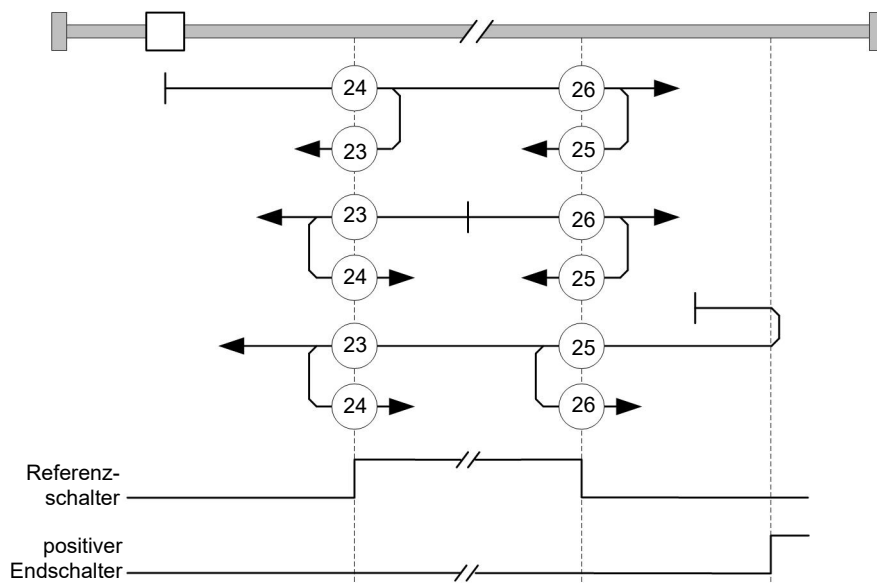 24 26
23 25
23 26
24 25
23 25
24 26
Referenz-
schalter
positiver
Endschalter